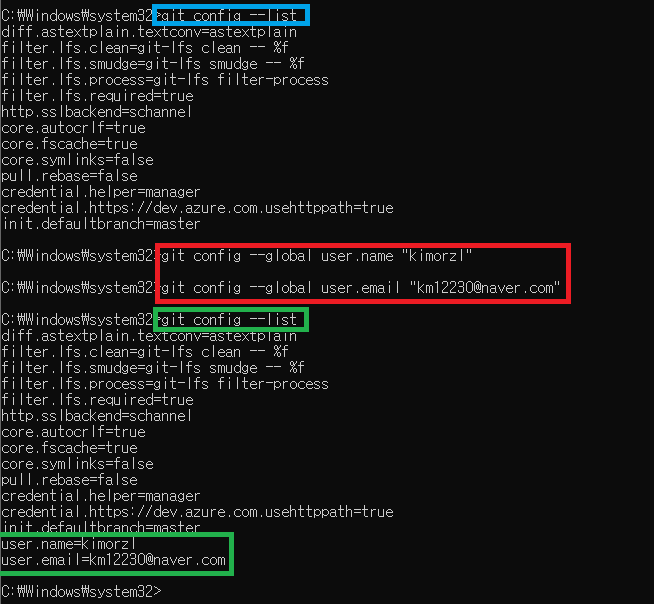 C:₩Windows₩system32>git config --list
diff.astextplain.textconv=astextplain
filter.lfs.clean=git-lfs clean -- %f
filter.lfs.smudge=git-lfs smudge -- %f
filter.lfs.process=git-lfs filter-process
filter.lfs.required=true
http.sslbackend=schannel
core.autocrlf=true
core.fscache=true
core.symlinks=false
pull.rebase=false
credential.helper=manager
credential.https://dev.azure.com.usehttppath=true
init.defaultbranch=master
C:₩Windows₩system32>git config --global user.name "kimorzl"
C:₩Windows₩system32>git config --global user.email "km12230@naver.com"
C:₩Windows₩system32>git config --list
diff.astextplain.textconv=astextplain
filter.lfs.clean=git-lfs clean -- %f
filter.lfs.smudge=git-lfs smudge -- %f
filter.lfs.process=git-lfs filter-process
filter.lfs.required=true
http.sslbackend=schannel
core.autocrlf=true
core.fscache=true
core.symlinks=false
pull.rebase=false
credential.helper=manager
credential.https://dev.azure.com.usehttppath=true
init.defaultbranch=master
user.name=kimorzl
user.email=km12230@naver.com
C:₩Windows₩system32>